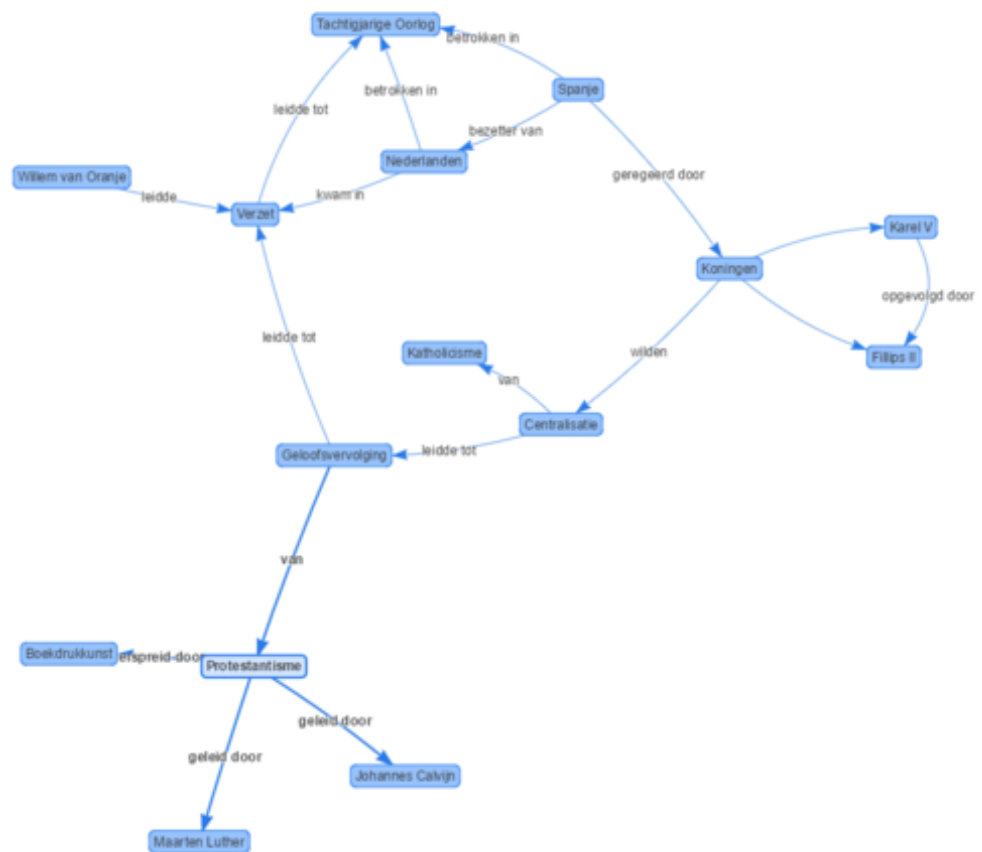 Tachtigjarige Oorlog
betrokken in
Spanje
betrokken in
leidde tot
bezetter van
Nederlanden
Willem van Oranje
geregeerd door
leidde
kwam in
Verzet
Karel V
Koningen
opgevolgd door
leidde tot
Katholicisme
wilden
Fillips II
van
Centralisatie
leidde tot
Geloofsvervolging
van
Boekdrukkunst
erspreid door
Protestantisme
geleid door
geleid door
Johannes Calvijn
Maarten Luther